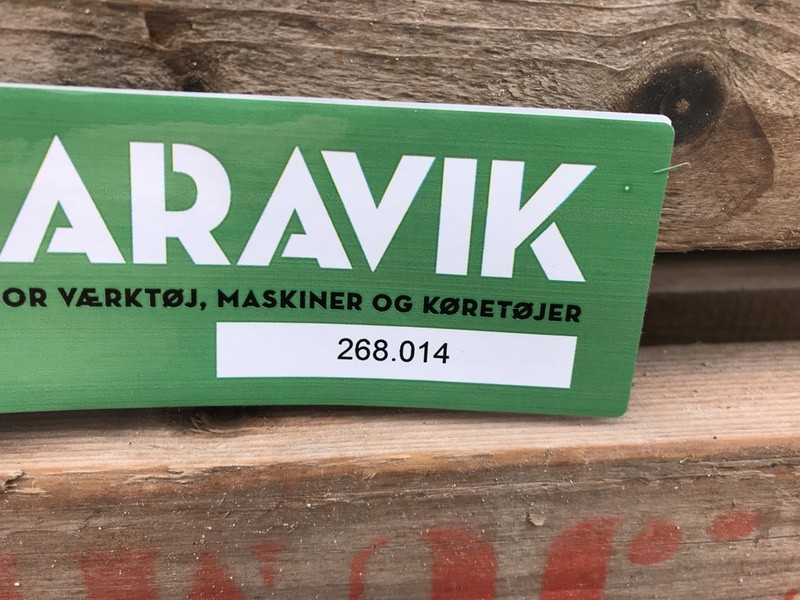 ARAVIK
OR VÆRKTØJ, MASKINER OG KØRETØJER
268.014